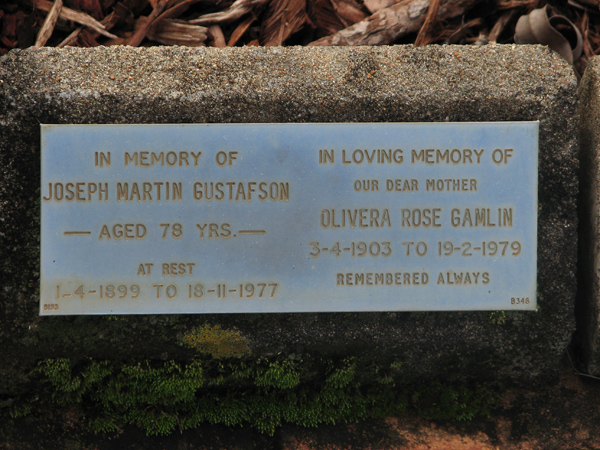 IN MEMORY OF
JOSEPH MARTIN GUSTAFSON
— AGED 78 YRS. —
AT REST
1-4-1899 TO 18-11-1977
IN LOVING MEMORY OF
OUR DEAR MOTHER
OLIVERA ROSE GAMLIN
3-4-1903 TO 19-2-1979
REMEMBERED ALWAYS
B348